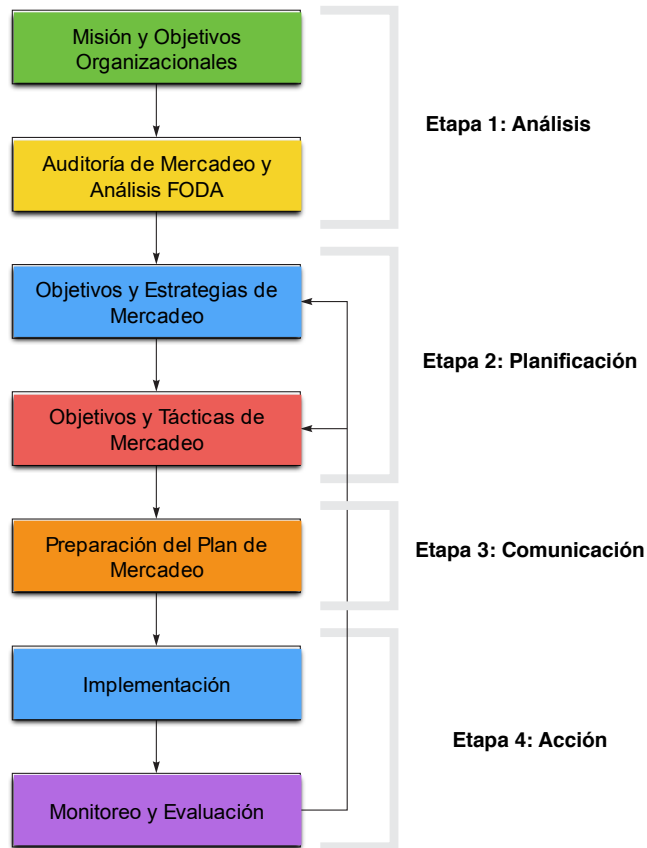 Misión y Objetivos
Organizacionales
Etapa 1: Análisis
Auditoría de Mercadeo y
Análisis FODA
Objetivos y Estrategias de
Mercadeo
Etapa 2: Planificación
Objetivos y Tácticas de
Mercadeo
Preparación del Plan de
Mercadeo
Etapa 3: Comunicación
Implementación
Etapa 4: Acción
Monitoreo y Evaluación